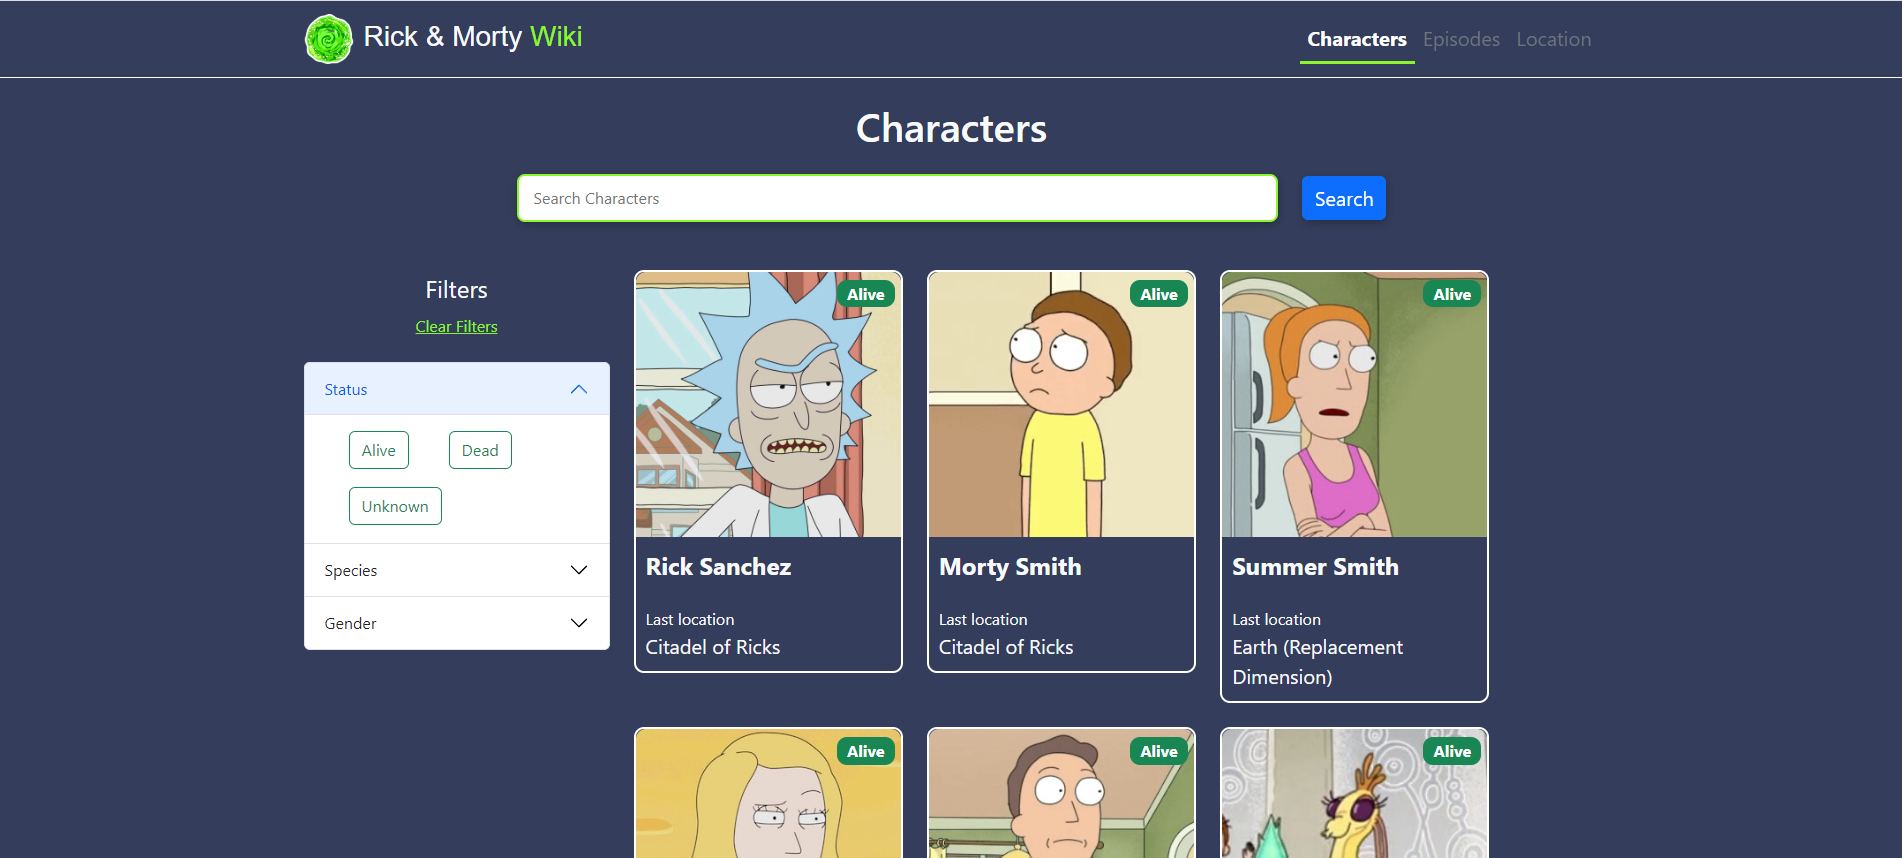 Rick & Morty Wiki
Characters Episodes Location
Characters
Search Characters
Search
Filters
Clear Filters
Status
Alive Dead
Unknown
Species
Gender
Alive
Rick Sanchez
Last location
Citadel of Ricks
Alive
Morty Smith
Last location
Citadel of Ricks
Alive
Summer Smith
Last location
Earth (Replacement
Dimension)
Alive
Alive
Alive